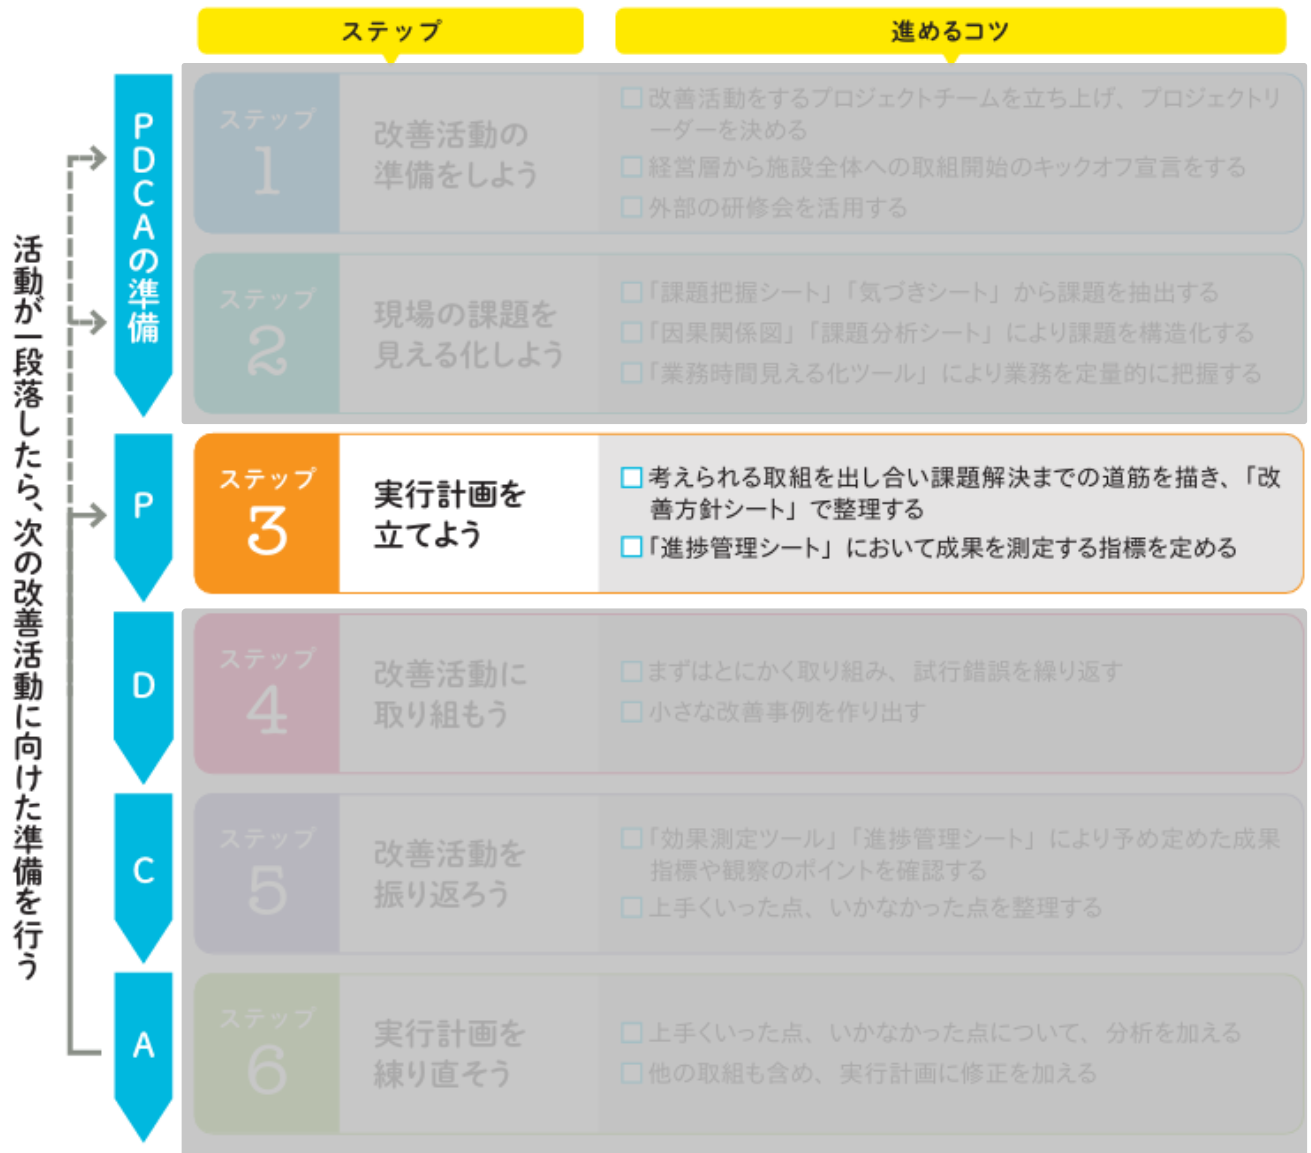 ステップ
進めるコツ
活動が一段落したら、次の改善活動に向けた準備を行う
PDCAの準備
ステップ
1
改善活動の
準備をしよう
□改善活動をするプロジェクトチームを立ち上げ、プロジェクトリ
ーダーを決める
□経営層から施設全体への取組開始のキックオフ宣言をする
□外部の研修会を活用する
ステップ
2
現場の課題を
見える化しよう
□「課題把握シート」「気づきシート」から課題を抽出する
□「因果関係図」「課題分析シート」により課題を構造化する
□「業務時間見える化ツール」により業務を定量的に把握する
P
ステップ
3
実行計画を
立てよう
□考えられる取組を出し合い課題解決までの道筋を描き、「改
善方針シート」で整理する
□「進捗管理シート」において成果を測定する指標を定める
D
ステップ
4
改善活動に
取り組もう
□まずはとにかく取り組み、試行錯誤を繰り返す
□小さな改善事例を作り出す
C
ステップ
5
改善活動を
振り返ろう
□「効果測定ツール」「進捗管理シート」により予め定めた成果
指標や観察のポイントを確認する
□上手くいった点、いかなかった点を整理する
A
ステップ
6
実行計画を
練り直そう
□上手くいった点、いかなかった点について、分析を加える
□他の取組も含め、実行計画に修正を加える